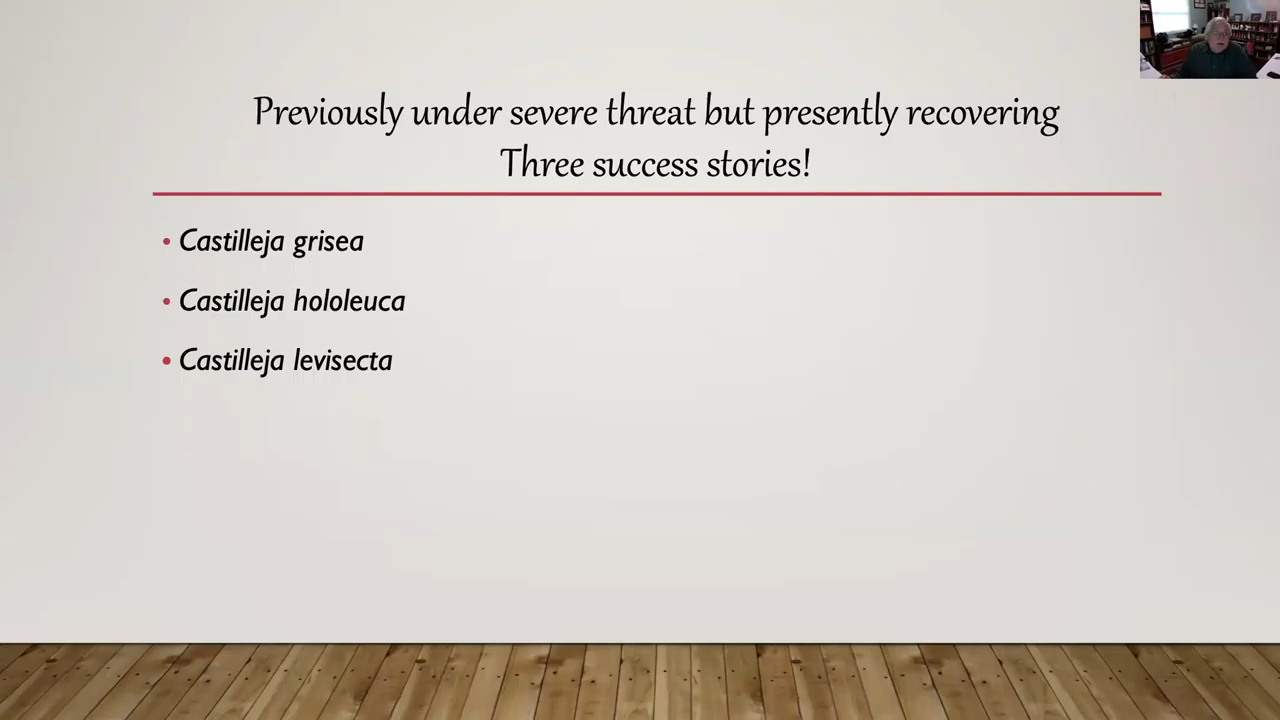 Previously under severe threat but presently recovering
Three success stories!
• Castilleja grisea
• Castilleja hololeuca
• Castilleja levisecta